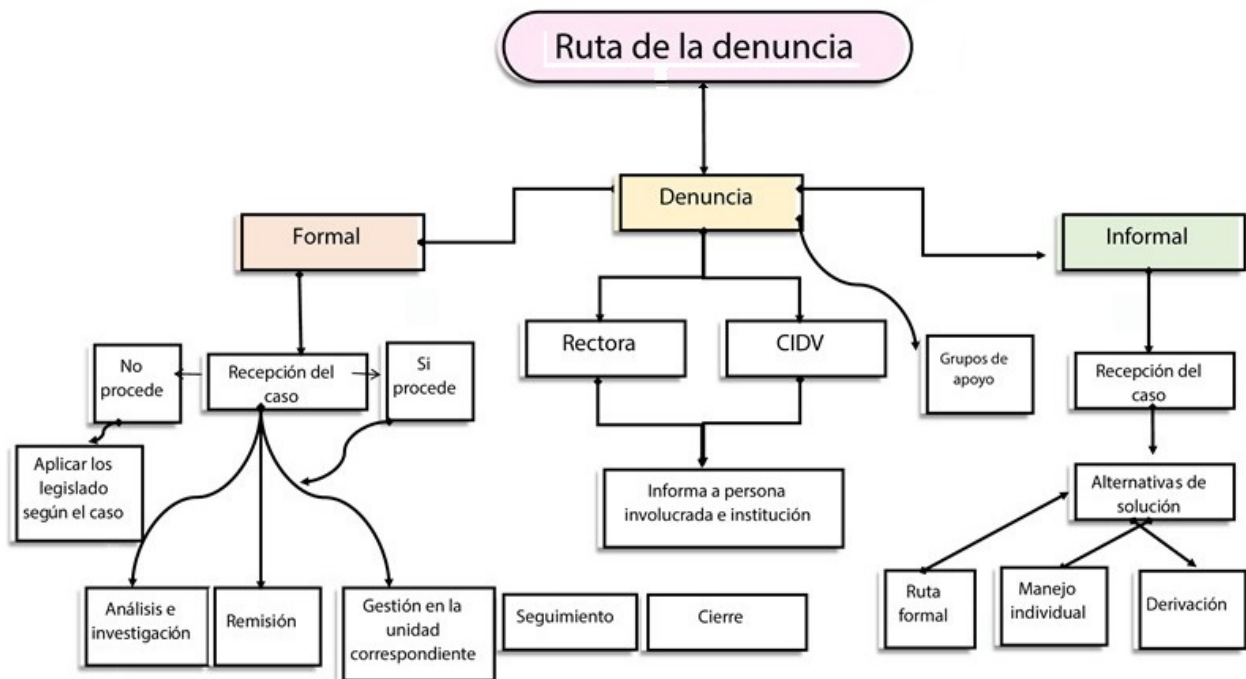 Ruta de la denuncia
Denuncia
Formal
Informal
Rectora
CIDV
Grupos de
apoyo
No
procede
Recepción del
caso
Si
procede
Recepción del
caso
Aplicar los
legislado
según el caso
Informa a persona
involucrada e institución
Alternativas de
solución
Análisis e
investigación
Remisión
Gestión en la
unidad
correspondiente
Seguimiento
Cierre
Ruta
formal
Manejo
individual
Derivación